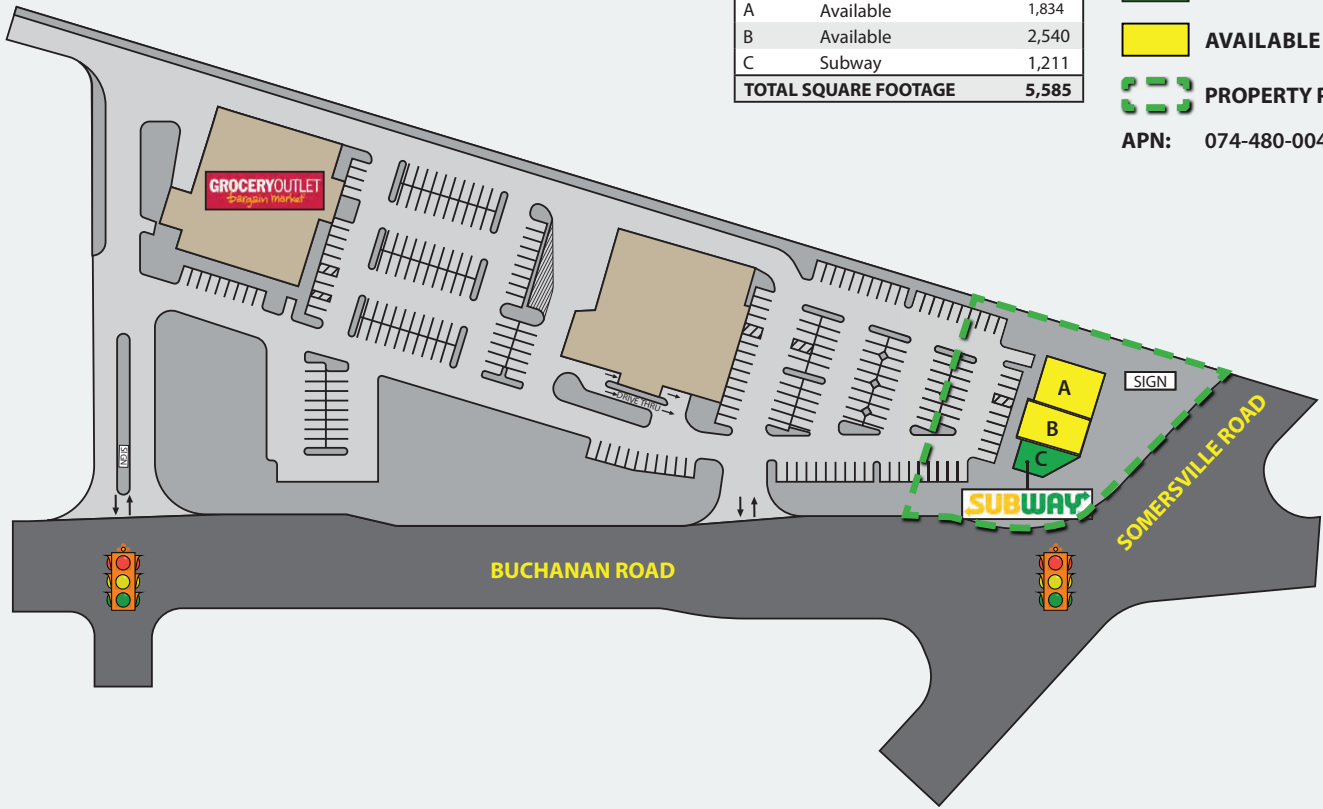 A Available 1,834
B Available 2,540
C Subway 1,211
TOTAL SQUARE FOOTAGE 5,585
AVAILABLE
PROPERTY
APN: 074-480-004
GROCERYOUTLET
bargain market
DRIVE THRU
A
B
C
SIGN
SUBWAY
SIGN
SOMERSVILLE ROAD
BUCHANAN ROAD